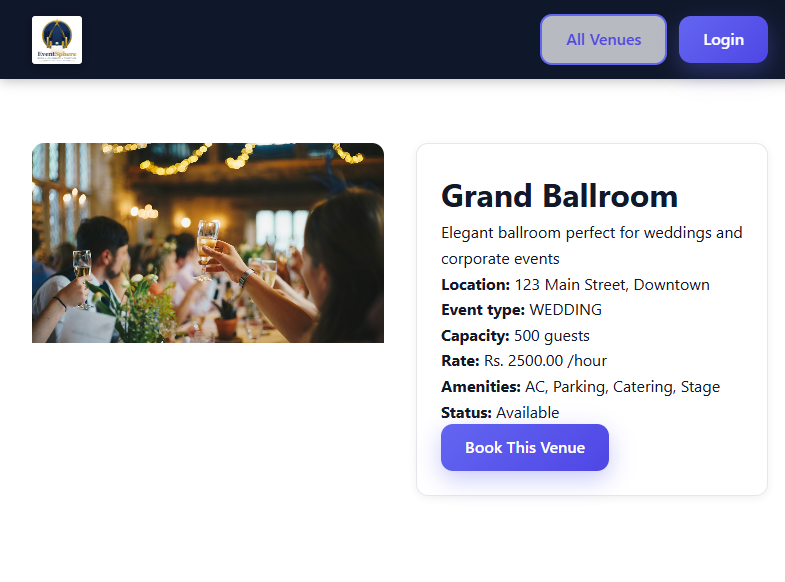 EventSphere
All Venues
Login
Grand Ballroom
Elegant ballroom perfect for weddings and
corporate events
Location: 123 Main Street, Downtown
Event type: WEDDING
Capacity: 500 guests
Rate: Rs. 2500.00 /hour
Amenities: AC, Parking, Catering, Stage
Status: Available
Book This Venue